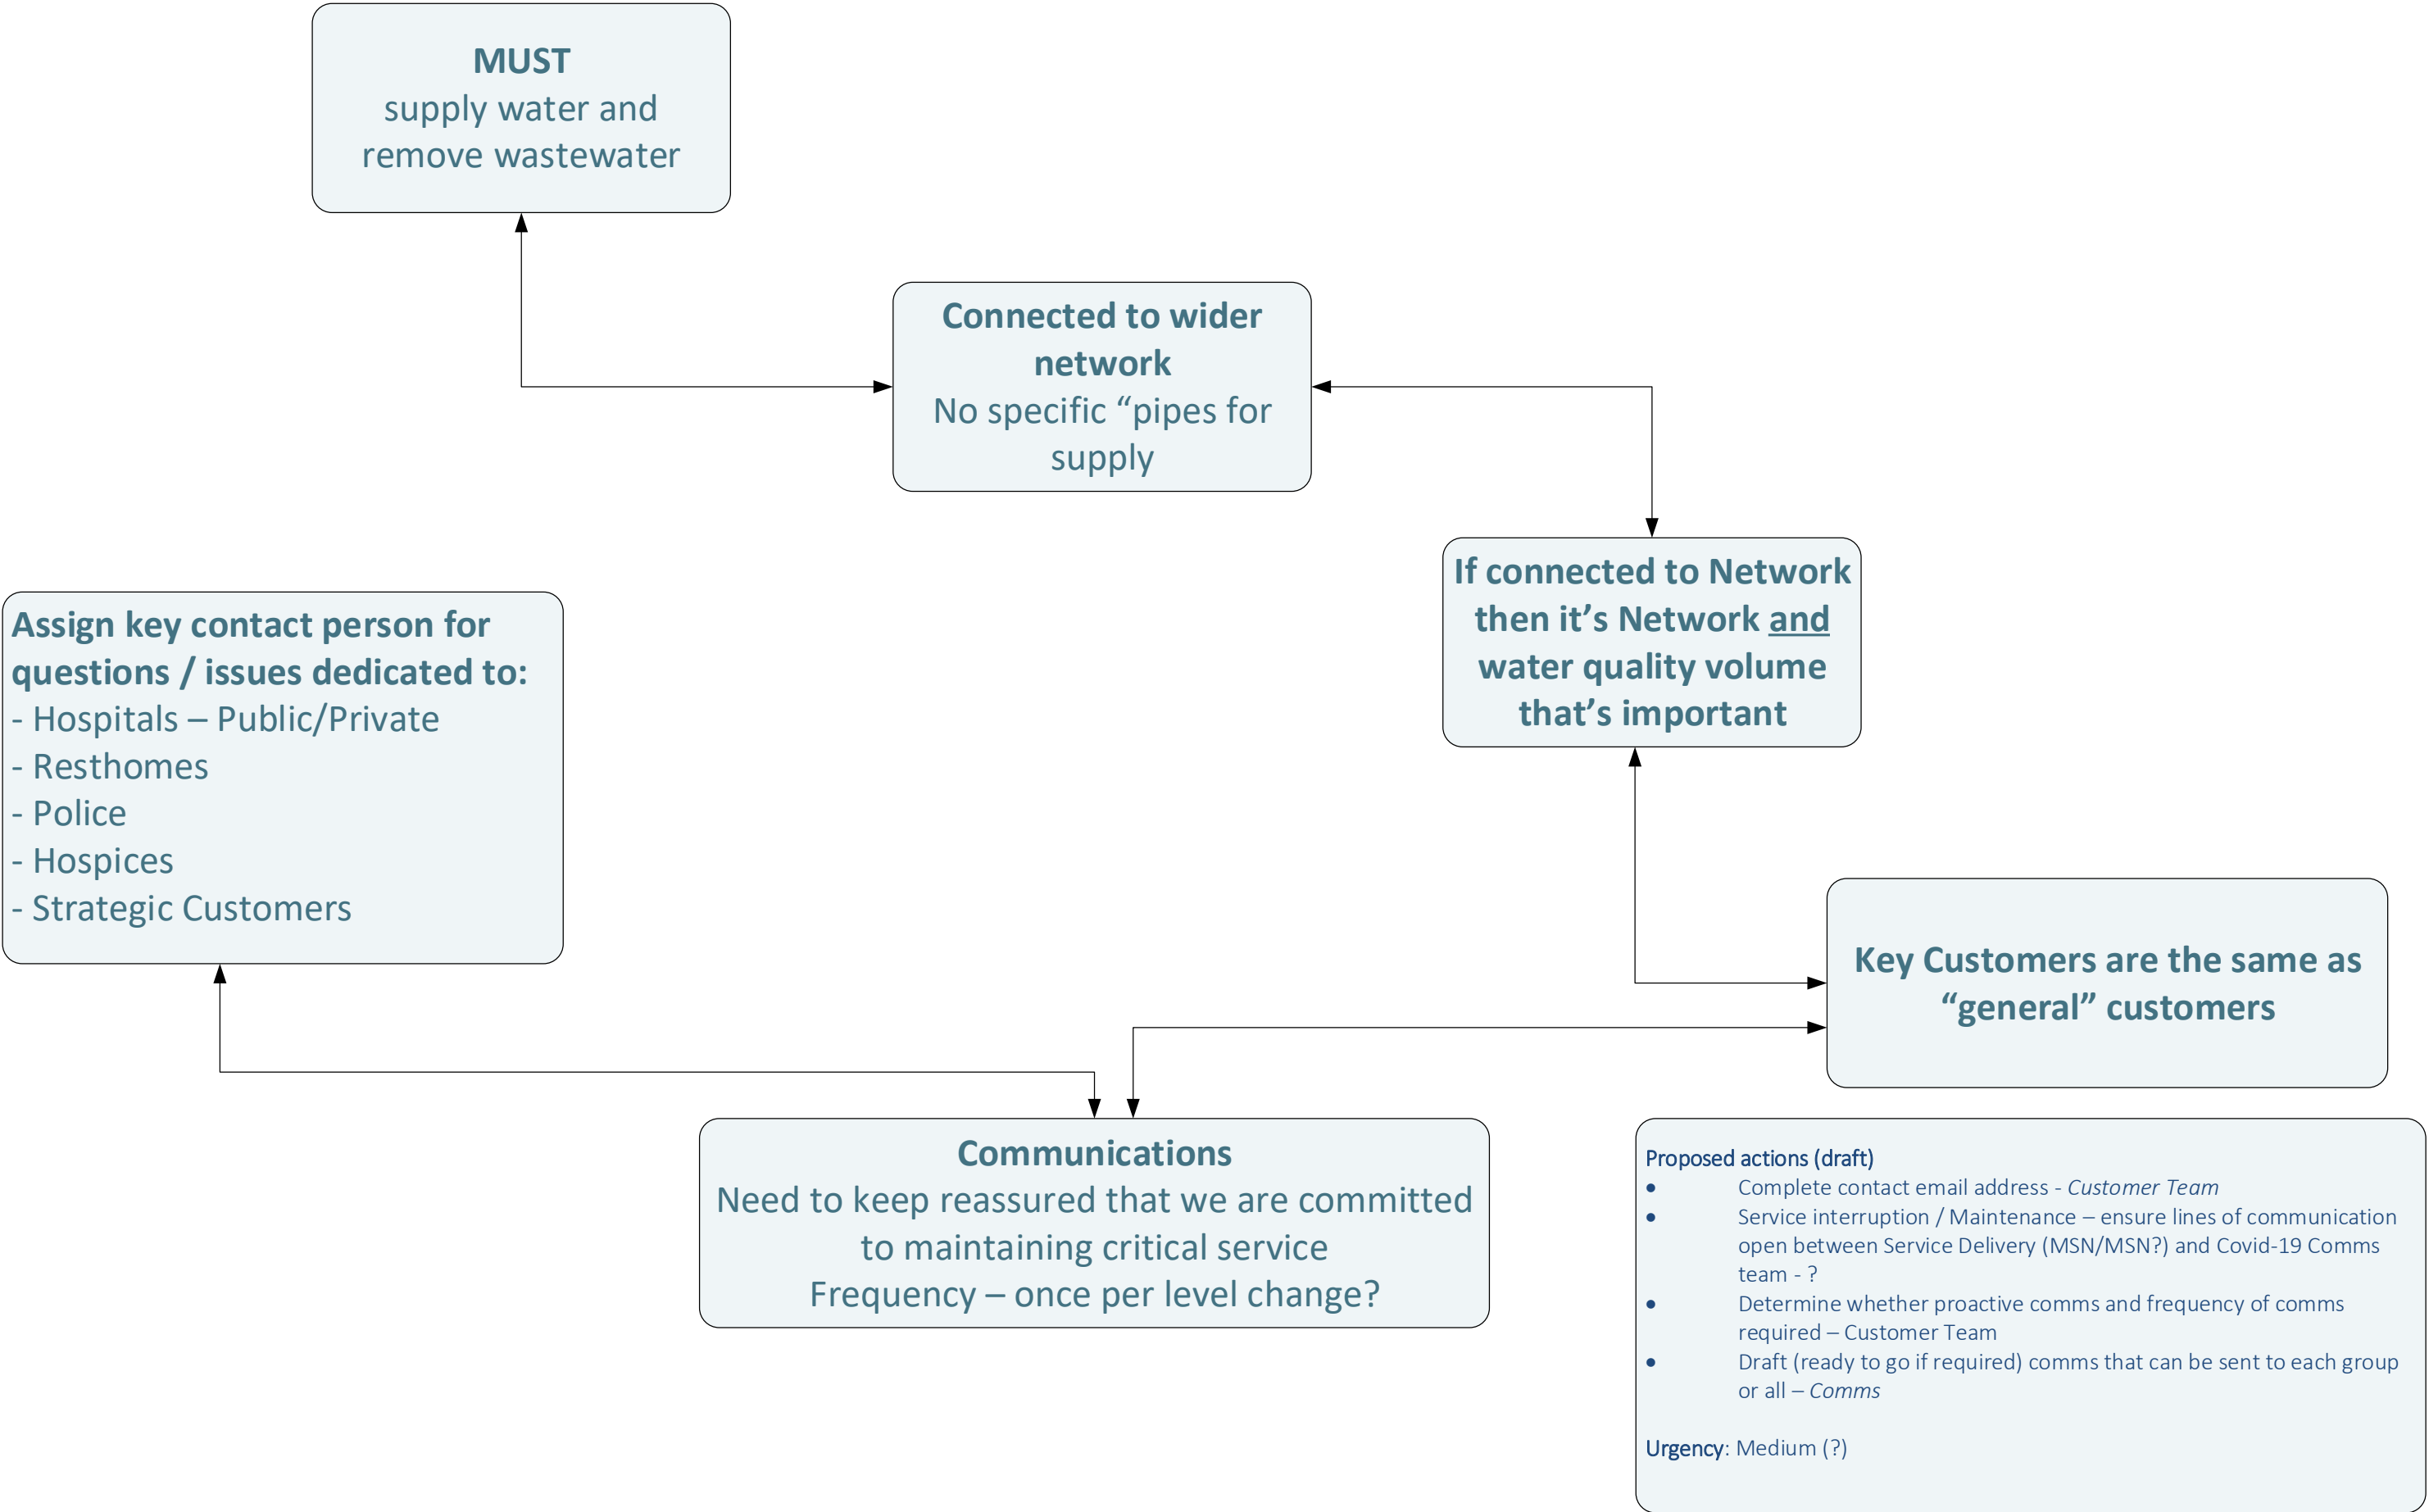 MUST
supply water and
remove wastewater
Connected to wider
network
No specific “pipes for
supply
If connected to Network
then it’s Network and
water quality volume
that’s important
Assign key contact person for
questions / issues dedicated to:
- Hospitals – Public/Private
- Resthomes
- Police
- Hospices
- Strategic Customers
Key Customers are the same as
“general” customers
Communications
Need to keep reassured that we are committed
to maintaining critical service
Frequency – once per level change?
Proposed actions (draft)
• Complete contact email address - Customer Team
• Service interruption / Maintenance – ensure lines of communication
open between Service Delivery (MSN/MSN?) and Covid-19 Comms
team - ?
• Determine whether proactive comms and frequency of comms
required – Customer Team
• Draft (ready to go if required) comms that can be sent to each group
or all – Comms
Urgency: Medium (?)